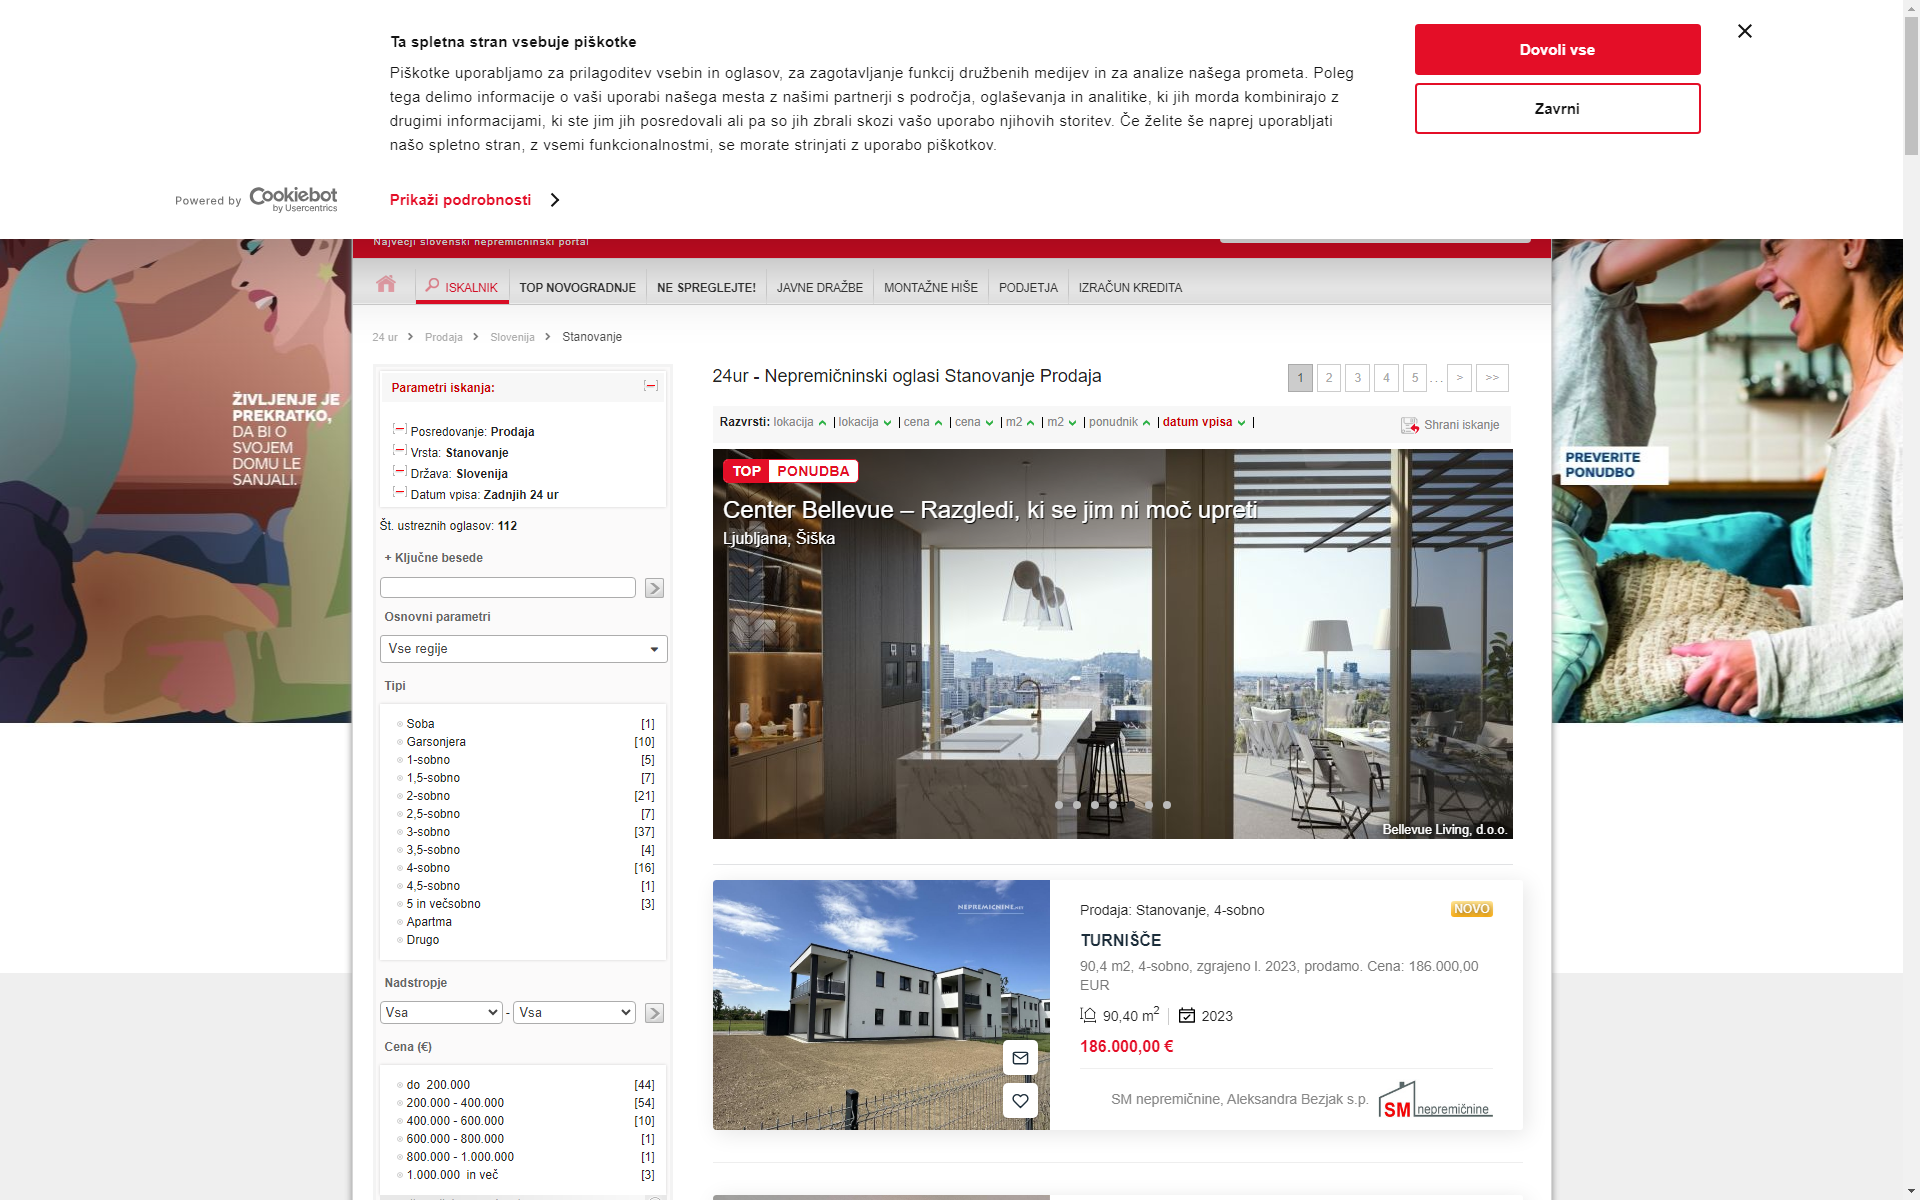 Ta spletna stran vsebuje piškotke
Piškotke uporabljamo za prilagoditev vsebin in oglasov, za zagotavljanje funkcij družbenih medijev in za analize našega prometa. Poleg
tega delimo informacije o vaši uporabi našega mesta z našimi partnerji s področja, oglaševanja in analitike, ki jih morda kombinirajo z
drugimi informacijami, ki ste jim jih posredovali ali pa so jih zbrali skozi vašo uporabo njihovih storitev. Če želite še naprej uporabljati
našo spletno stran, z vsemi funkcionalnostmi, se morate strinjati z uporabo piškotkov.
Dovoli vse
Zavrni
Powered by Cookiebot
by Usercentrics
Prikaži podrobnosti
Največji slovenski nepremičninski portal
ISKALNIK
TOP NOVOGRADNJE
NE SPREGLEJTE!
JAVNE DRAŽBE
MONTAŽNE HIŠE
PODJETJA
IZRAČUN KREDITA
24 ur
Prodaja
Slovenija
Stanovanje
ŽIVLJENJE JE
PREKRATKO,
DA BI O
SVOJEM
DOMU LE
SANJALI.
Parametri iskanja:
Posredovanje: Prodaja
Vrsta: Stanovanje
Država: Slovenija
Datum vpisa: Zadnjih 24 ur
Št. ustreznih oglasov: 112
+ Ključne besede
Osnovni parametri
Vse regije
Tipi
Soba [1]
Garsonjera [10]
1-sobno [5]
1,5-sobno [7]
2-sobno [21]
2,5-sobno [7]
3-sobno [37]
3,5-sobno [4]
4-sobno [16]
4,5-sobno [1]
5 in večsobno [3]
Apartma
Drugo
Nadstropje
Vsa - Vsa
Cena (€)
do 200.000 [44]
200.000 - 400.000 [54]
400.000 - 600.000 [10]
600.000 - 800.000 [1]
800.000 - 1.000.000 [1]
1.000.000 in več [3]
24ur - Nepremičninski oglasi Stanovanje Prodaja
1 2 3 4 5 ... > >>
Razvrsti: lokacija | lokacija | cena | cena | m2 | m2 | ponudnik | datum vpisa |
Shrani iskanje
TOP PONUDBA
Center Bellevue – Razgledi, ki se jim ni moč upreti
Ljubljana, Šiška
Bellevue Living, d.o.o.
PREVERITE
PONUDBO
NEPREMICNINE.net
Prodaja: Stanovanje, 4-sobno
NOVO
TURNIŠČE
90,4 m2, 4-sobno, zgrajeno l. 2023, prodamo. Cena: 186.000,00
EUR
90,40 m2
2023
186.000,00 €
SM nepremičnine, Aleksandra Bezjak s.p.
SM nepremičnine